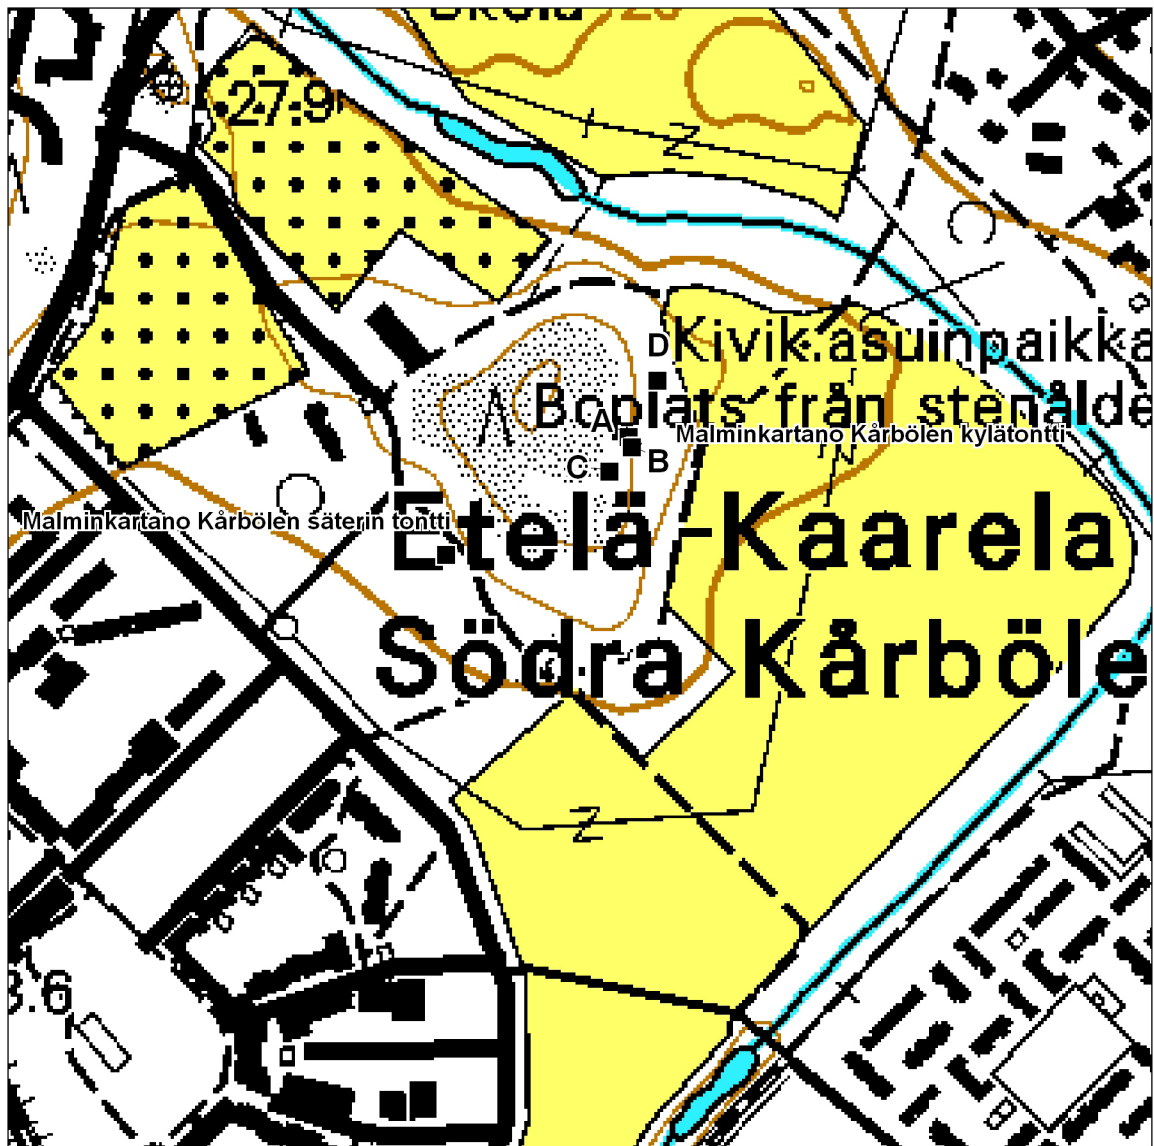 Skola 25
27.9
D
Kivik.asuinpaikka
Boplats från stenålde
A
Malminkartano Kårbölen kylätontti
C
B
Malminkartano Kårbölen säterin tontti
Etelä-Kaarela
Södra Kårböle
3.6